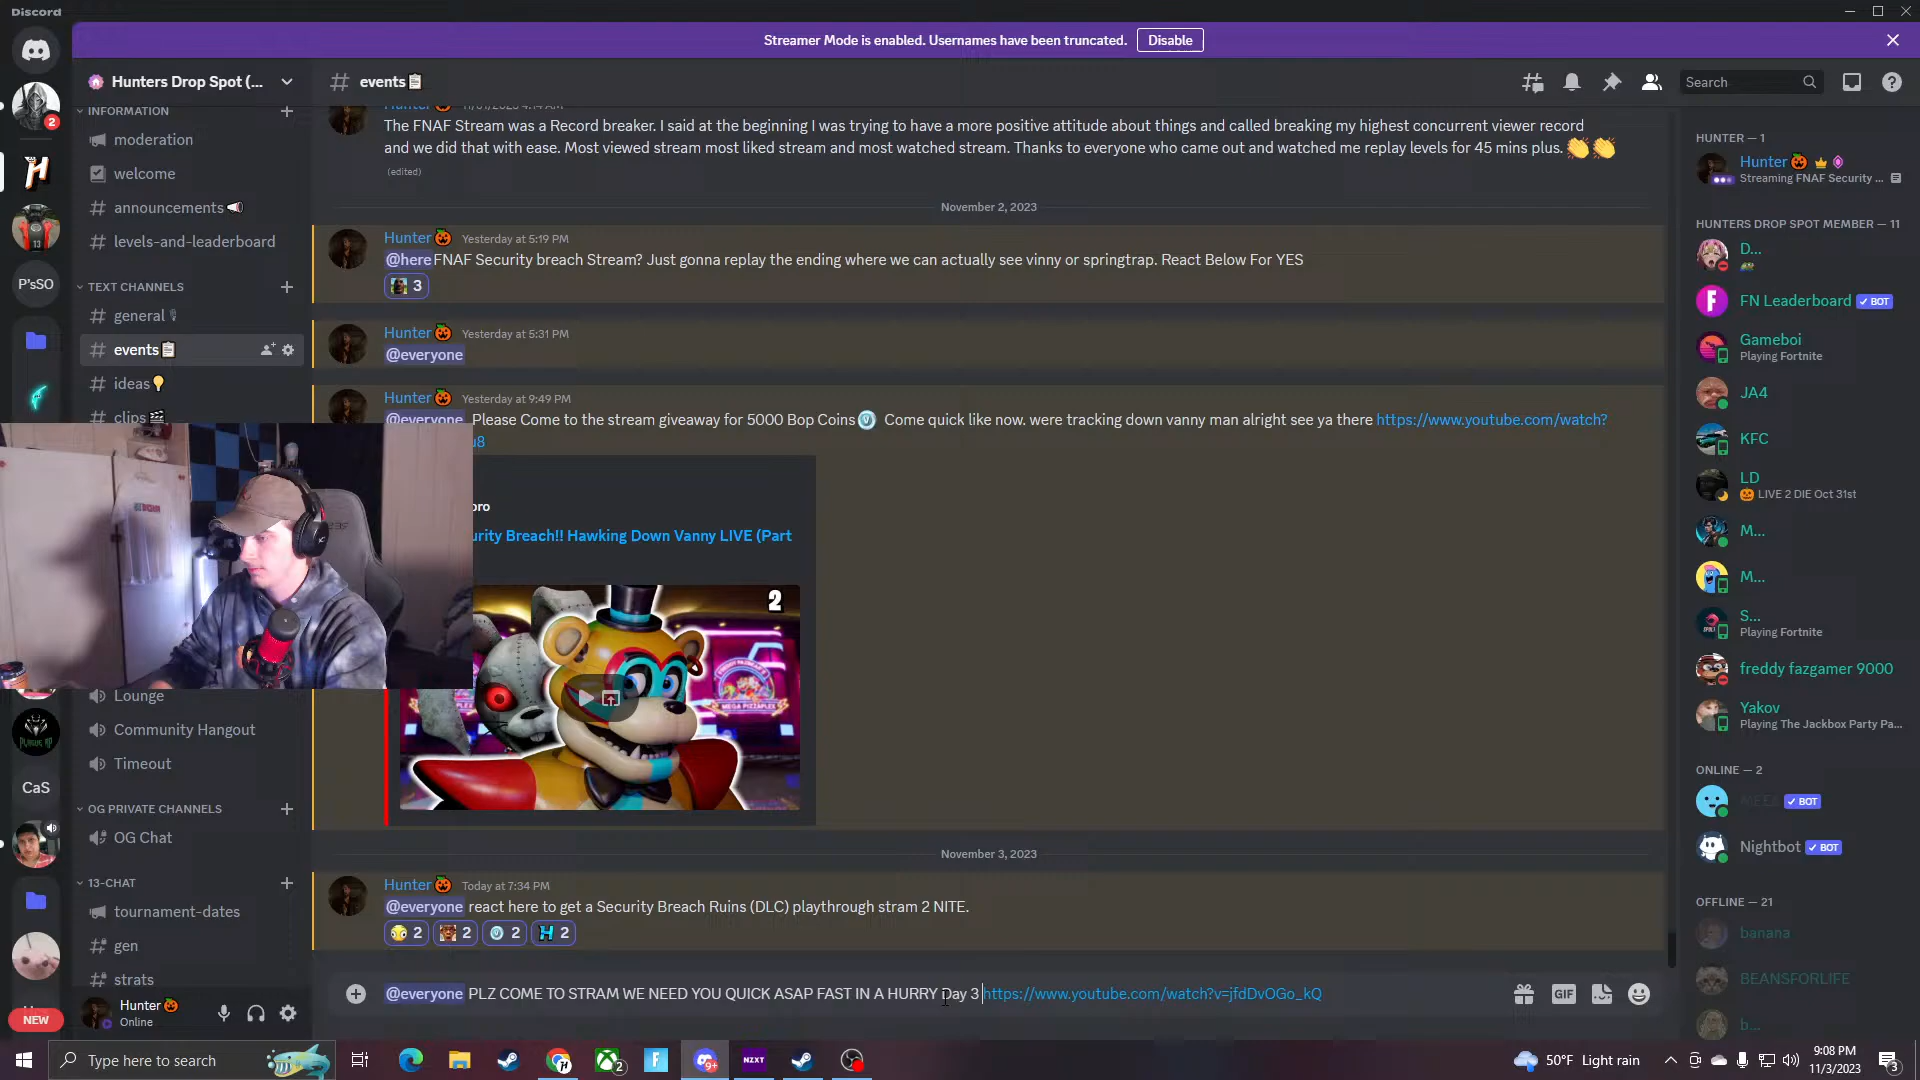 Discord
Streamer Mode is enabled. Usernames have been truncated. Disable
Hunters Drop Spot (...
events
Search
INFORMATION
moderation
welcome
announcements
levels-and-leaderboard
TEXT CHANNELS
general
events
ideas
clips
Lounge
Community Hangout
Timeout
OG PRIVATE CHANNELS
OG Chat
13-CHAT
tournament-dates
gen
strats
2
13
P'sSO
CaS
NEW
Hunter
Online
The FNAF Stream was a Record breaker. I said at the beginning I was trying to have a more positive attitude about things and called breaking my highest concurrent viewer record
and we did that with ease. Most viewed stream most liked stream and most watched stream. Thanks to everyone who came out and watched me replay levels for 45 mins plus.
(edited)
November 2, 2023
Hunter Yesterday at 5:19 PM
@here FNAF Security breach Stream? Just gonna replay the ending where we can actually see vinny or springtrap. React Below For YES
3
Hunter Yesterday at 5:31 PM
@everyone
Hunter Yesterday at 9:49 PM
@everyone Please Come to the stream giveaway for 5000 Bop Coins Come quick like now. were tracking down vanny man alright see ya there https://www.youtube.com/watch?
u8
oro
urity Breach!! Hawking Down Vanny LIVE (Part
2
MEGA PIZZAPLEX
November 3, 2023
Hunter Today at 7:34 PM
@everyone react here to get a Security Breach Ruins (DLC) playthrough stram 2 NITE.
2 2 2 2
@everyone PLZ COME TO STRAM WE NEED YOU QUICK ASAP FAST IN A HURRY Day 3 https://www.youtube.com/watch?v=jfdDvOGo_kQ
GIF
HUNTER — 1
Hunter
Streaming FNAF Security ...
HUNTERS DROP SPOT MEMBER — 11
D...
FN Leaderboard BOT
Gameboi
Playing Fortnite
JA4
KFC
LD
LIVE 2 DIE Oct 31st
M...
M...
S...
Playing Fortnite
freddy fazgamer 9000
Yakov
Playing The Jackbox Party Pa...
ONLINE — 2
MEE6 BOT
Nightbot BOT
OFFLINE — 21
banana
BEANSFORLIFE
b...
Type here to search
2
9+
NZXT
50°F Light rain
9:08 PM
11/3/2023
3